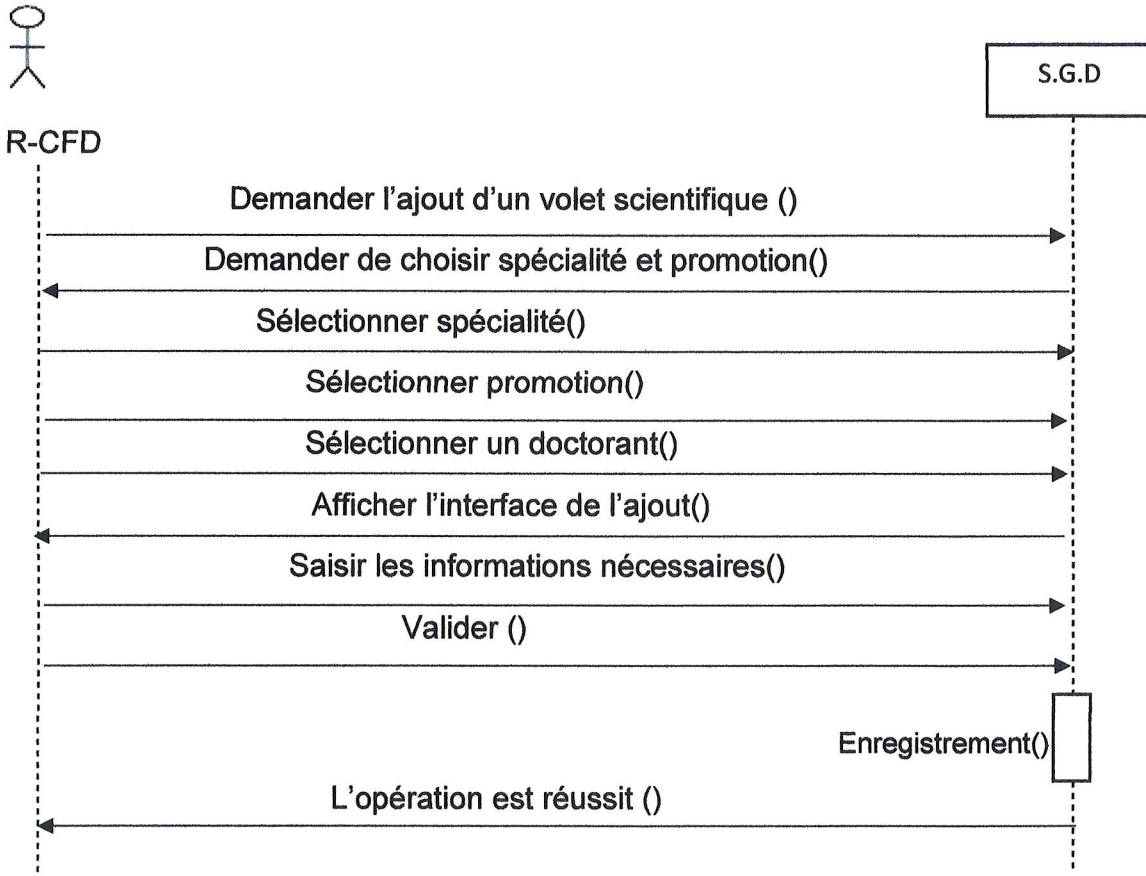 S.G.D
R-CFD
Demander l'ajout d'un volet scientifique ()
Demander de choisir spécialité et promotion()
Sélectionner spécialité()
Sélectionner promotion()
Sélectionner un doctorant()
Afficher l'interface de l'ajout()
Saisir les informations nécessaires()
Valider ()
Enregistrement()
L'opération est réussit ()